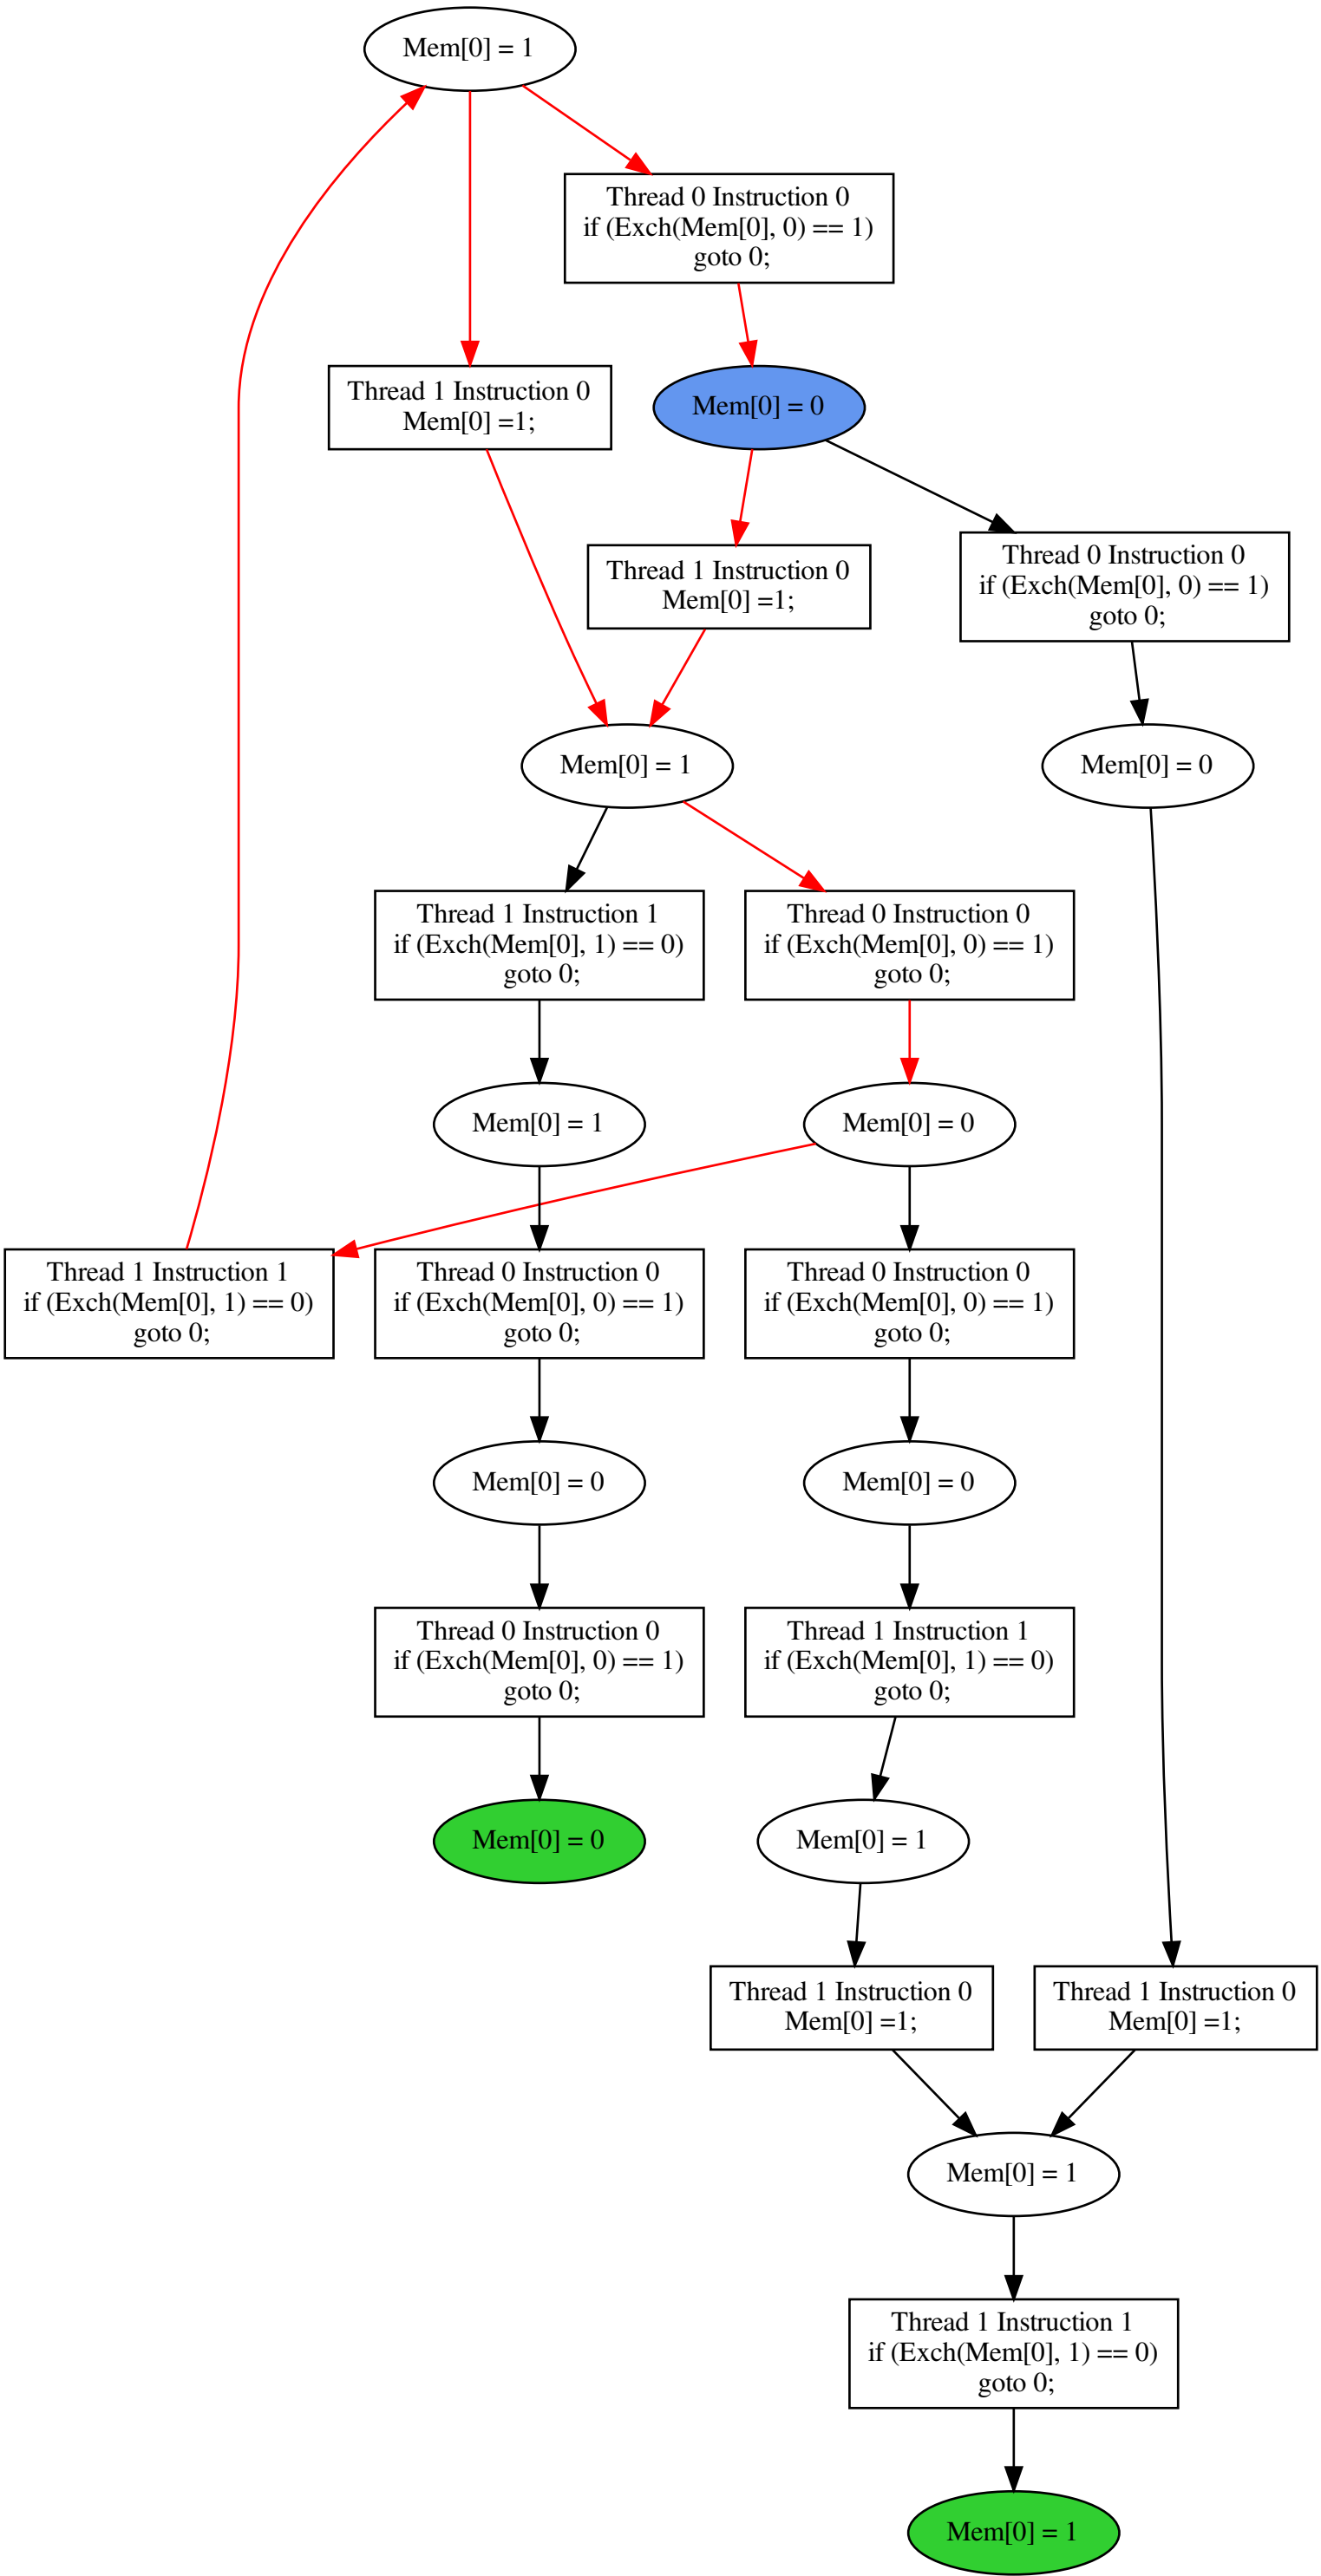 Mem[0] = 1
Thread 0 Instruction 0
if (Exch(Mem[0], 0) == 1)
goto 0;
Thread 1 Instruction 0
Mem[0] =1;
Mem[0] = 0
Thread 1 Instruction 0
Mem[0] =1;
Thread 0 Instruction 0
if (Exch(Mem[0], 0) == 1)
goto 0;
Mem[0] = 1
Mem[0] = 0
Thread 1 Instruction 1
if (Exch(Mem[0], 1) == 0)
goto 0;
Thread 0 Instruction 0
if (Exch(Mem[0], 0) == 1)
goto 0;
Mem[0] = 1
Mem[0] = 0
Thread 1 Instruction 1
if (Exch(Mem[0], 1) == 0)
goto 0;
Thread 0 Instruction 0
if (Exch(Mem[0], 0) == 1)
goto 0;
Thread 0 Instruction 0
if (Exch(Mem[0], 0) == 1)
goto 0;
Mem[0] = 0
Mem[0] = 0
Thread 0 Instruction 0
if (Exch(Mem[0], 0) == 1)
goto 0;
Thread 1 Instruction 1
if (Exch(Mem[0], 1) == 0)
goto 0;
Mem[0] = 0
Mem[0] = 1
Thread 1 Instruction 0
Mem[0] =1;
Thread 1 Instruction 0
Mem[0] =1;
Mem[0] = 1
Thread 1 Instruction 1
if (Exch(Mem[0], 1) == 0)
goto 0;
Mem[0] = 1